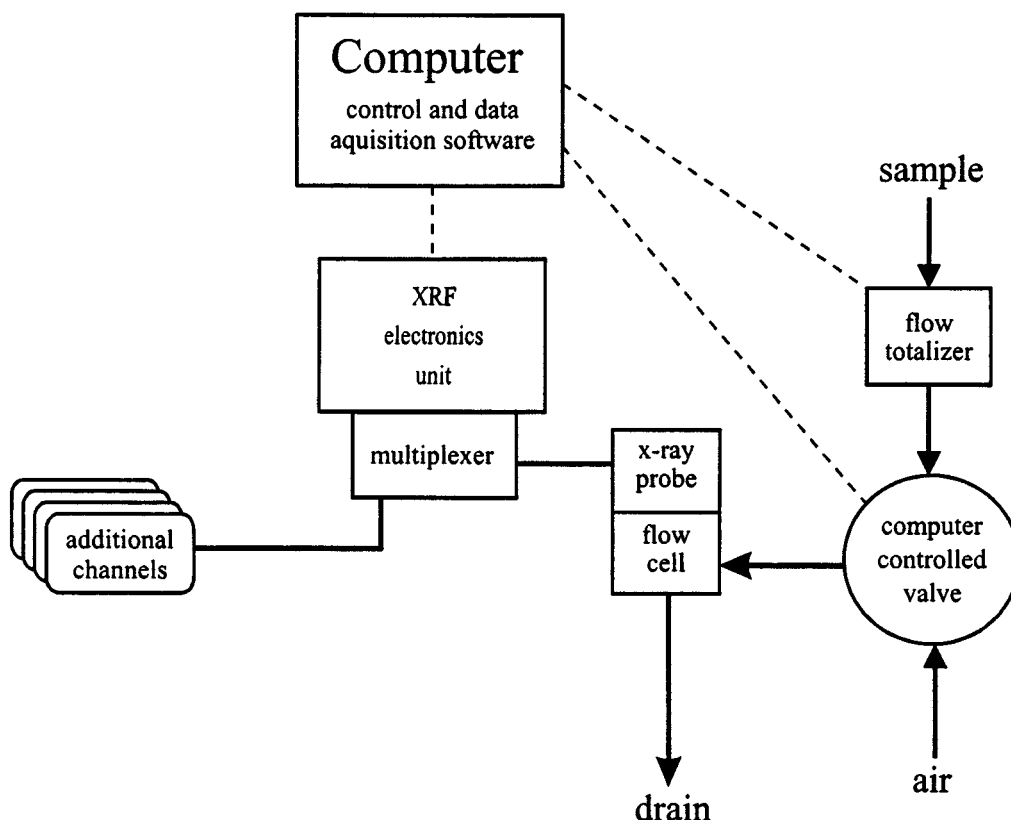 Computer
control and data
aquisition software
sample
XRF
electronics
unit
flow
totalizer
multiplexer
x-ray
probe
additional
channels
flow
cell
computer
controlled
valve
air
drain